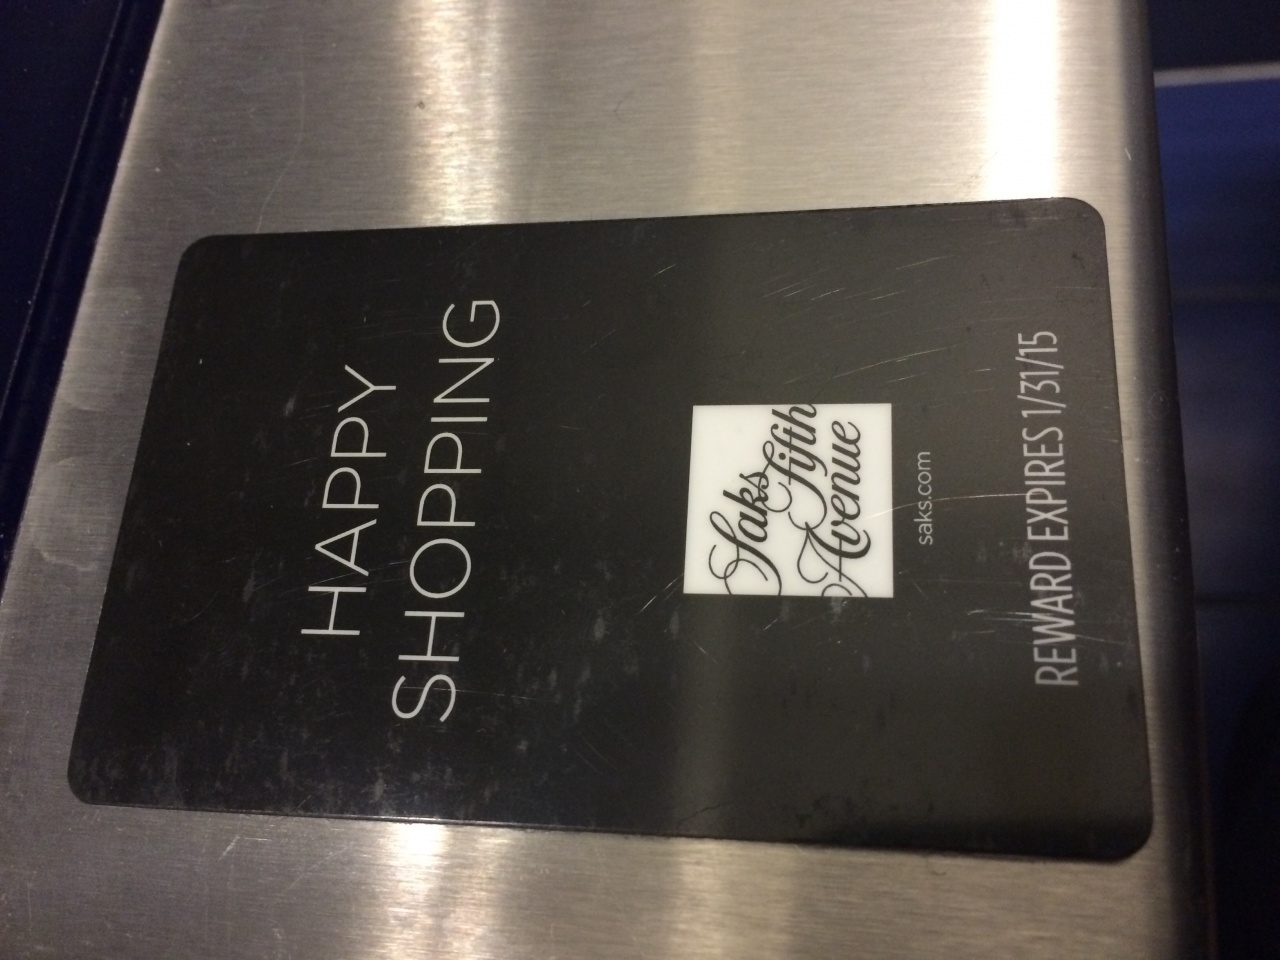 HAPPY
SHOPPING
Saks
Fifth
Avenue
saks.com
REWARD EXPIRES 1/31/15